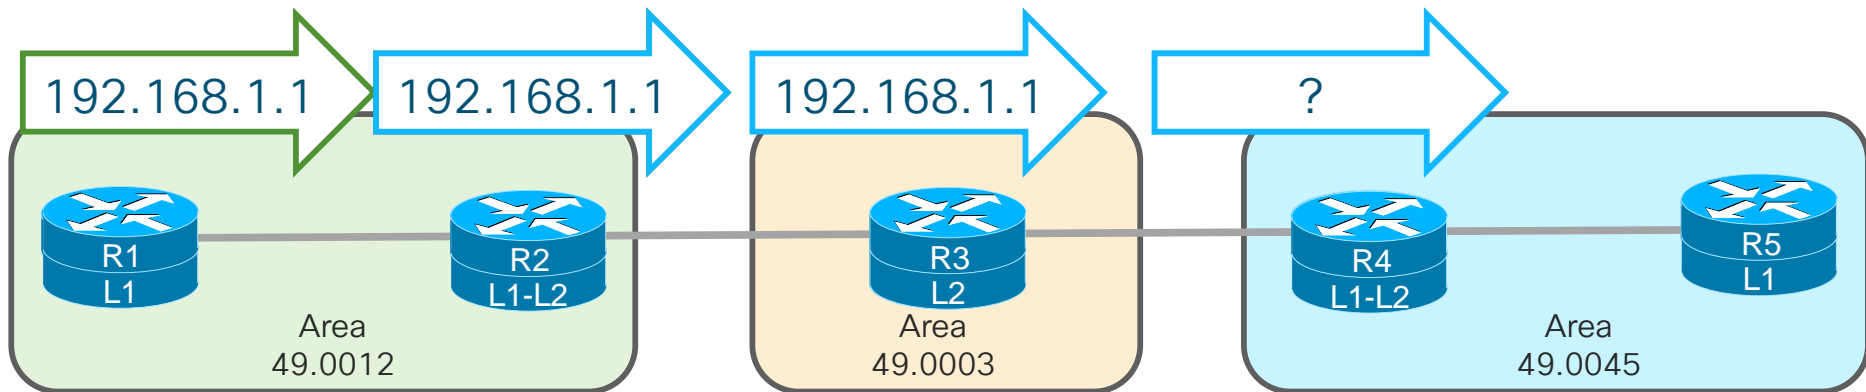 192.168.1.1
192.168.1.1
192.168.1.1
?
R1
L1
R2
L1-L2
R3
L2
R4
L1-L2
R5
L1
Area
49.0012
Area
49.0003
Area
49.0045